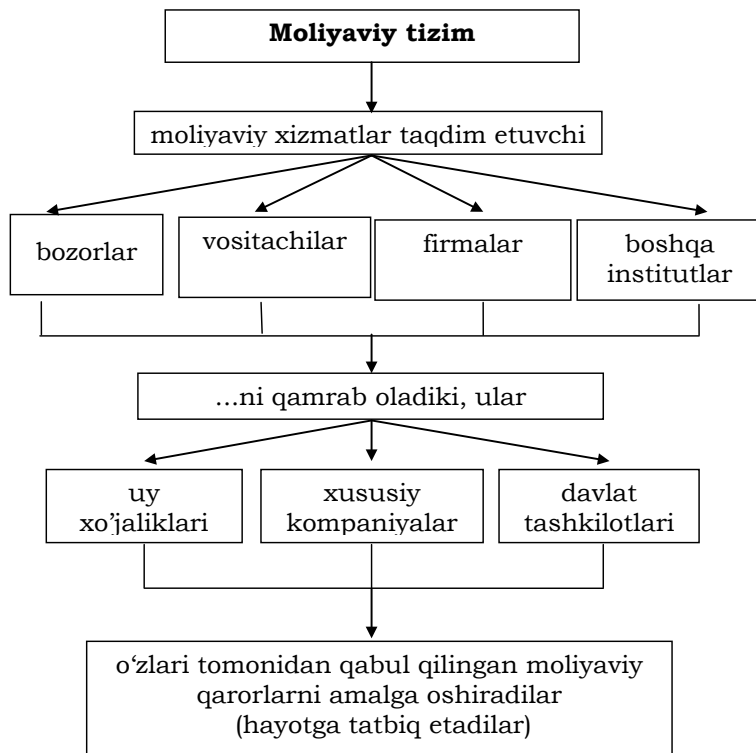 Moliyaviy tizim
moliyaviy xizmatlar taqdim etuvchi
bozorlar
vositachilar
firmalar
boshqa
institutlar
...ni qamrab oladiki, ular
uy
xo’jaliklari
xususiy
kompaniyalar
davlat
tashkilotlari
o‘zlari tomonidan qabul qilingan moliyaviy
qarorlarni amalga oshiradilar
(hayotga tatbiq etadilar)